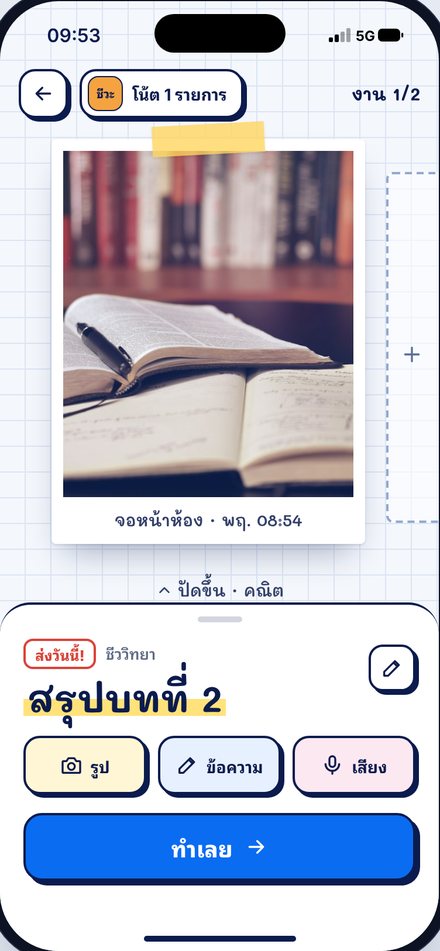 09:53
5G
ชีวะ
โน้ต 1 รายการ
งาน 1/2
จอหน้าห้อง · พฤ. 08:54
ปัดขึ้น · คณิต
ส่งวันนี้!
ชีววิทยา
สรุปบทที่ 2
รูป
ข้อความ
เสียง
ทำเลย →